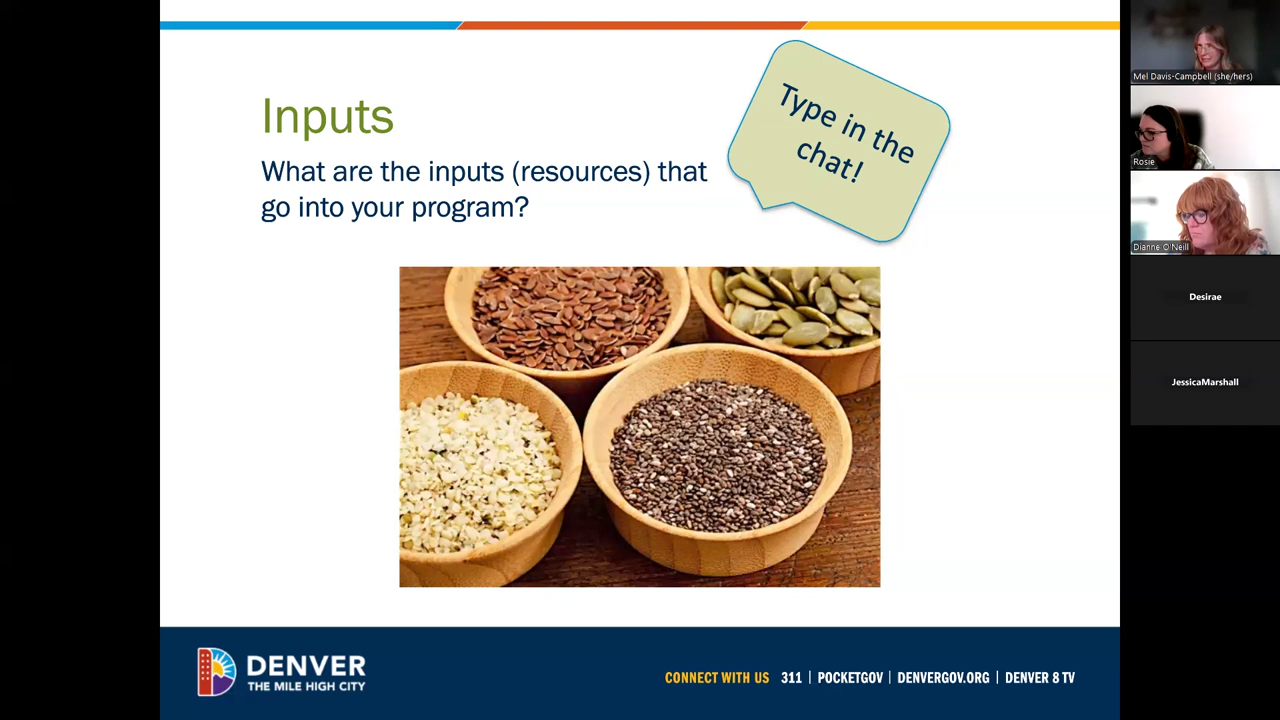 Inputs
What are the inputs (resources) that
go into your program?
Type in the
chat!
DENVER
THE MILE HIGH CITY
CONNECT WITH US 311 | POCKETGOV | DENVERGOV.ORG | DENVER 8 TV
Mel Davis-Campbell (she/hers)
Rosie
Dianne O'Neill
Desirae
JessicaMarshall